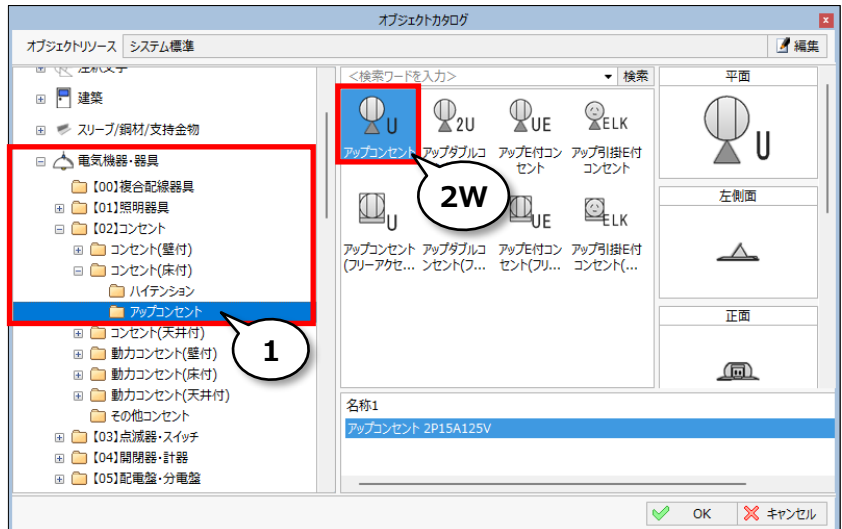 オブジェクトカタログ
オブジェクトリソース システム標準 編集
注釈文字
建築
スリーブ/鋼材/支持金物
電気機器・器具
【00】複合配線器具
【01】照明器具
【02】コンセント
コンセント(壁付)
コンセント(床付)
ハイテンション
アップコンセント
コンセント(天井付)
動力コンセント(壁付)
動力コンセント(床付)
動力コンセント(天井付)
その他コンセント
【03】点滅器・スイッチ
【04】開閉器・計器
【05】配電盤・分電盤
1
<検索ワードを入力> 検索
U 2U UE ELK
アップコンセント アップダブルコ アップE付コン
セント アップ引掛E付
コンセント
2W
U UE ELK
アップコンセント
(フリーアクセ... アップダブルコ
ンセント(フ... アップE付コン
セント(フリ... アップ引掛E付
コンセント(...
平面
U
左側面
正面
名称1
アップコンセント 2P15A125V
OK キャンセル